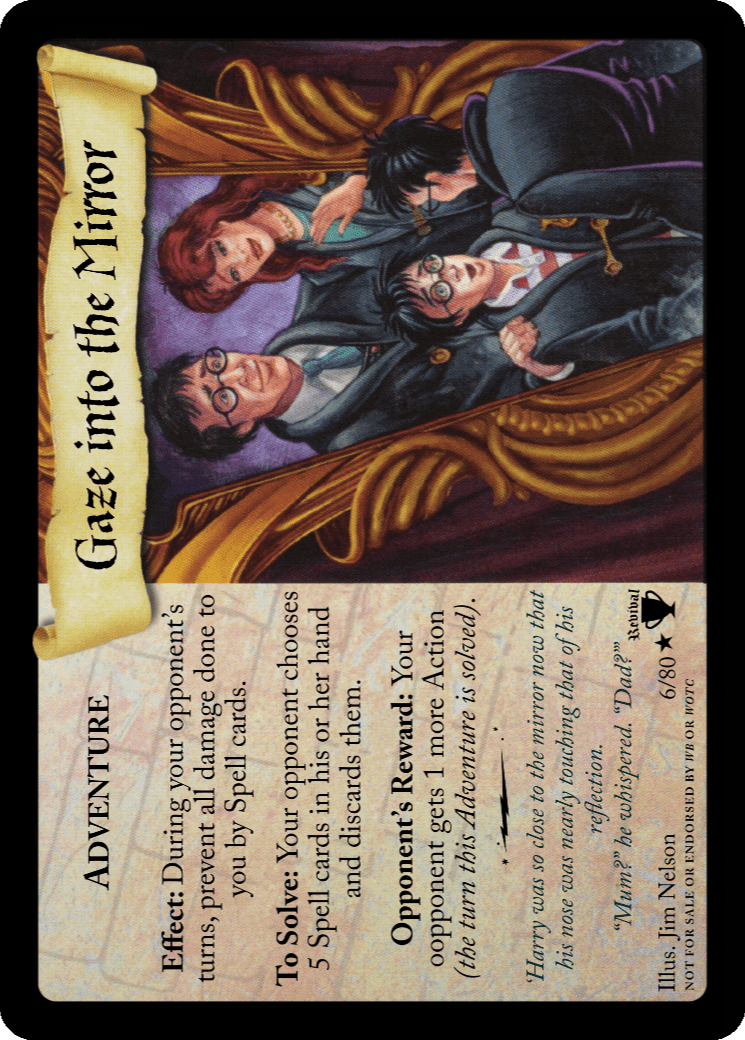 Gaze into the Mirror
ADVENTURE
Effect: During your opponent's
turns, prevent all damage done to
you by Spell cards.
To Solve: Your opponent chooses
5 Spell cards in his or her hand
and discards them.
Opponent's Reward: Your
oopponent gets 1 more Action
(the turn this Adventure is solved).
'Harry was so close to the mirror now that
his nose was nearly touching that of his
reflection.
"Mum?" he whispered. "Dad?"'
Revival
Illus. Jim Nelson 6/80 ★
NOT FOR SALE OR ENDORSED BY WB OR WOTC